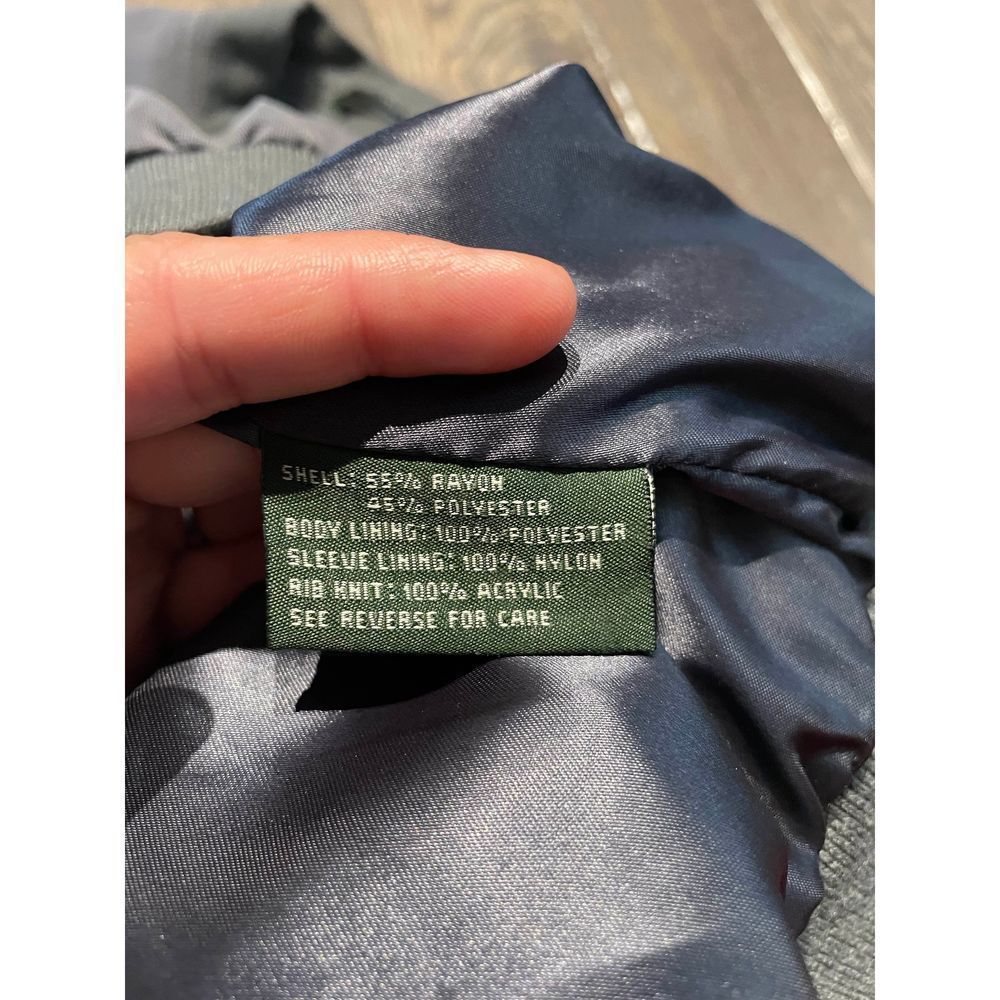 SHELL: 55% RAYON
45% POLYESTER
BODY LINING: 100% POLYESTER
SLEEVE LINING: 100% NYLON
RIB KNIT: 100% ACRYLIC
SEE REVERSE FOR CARE